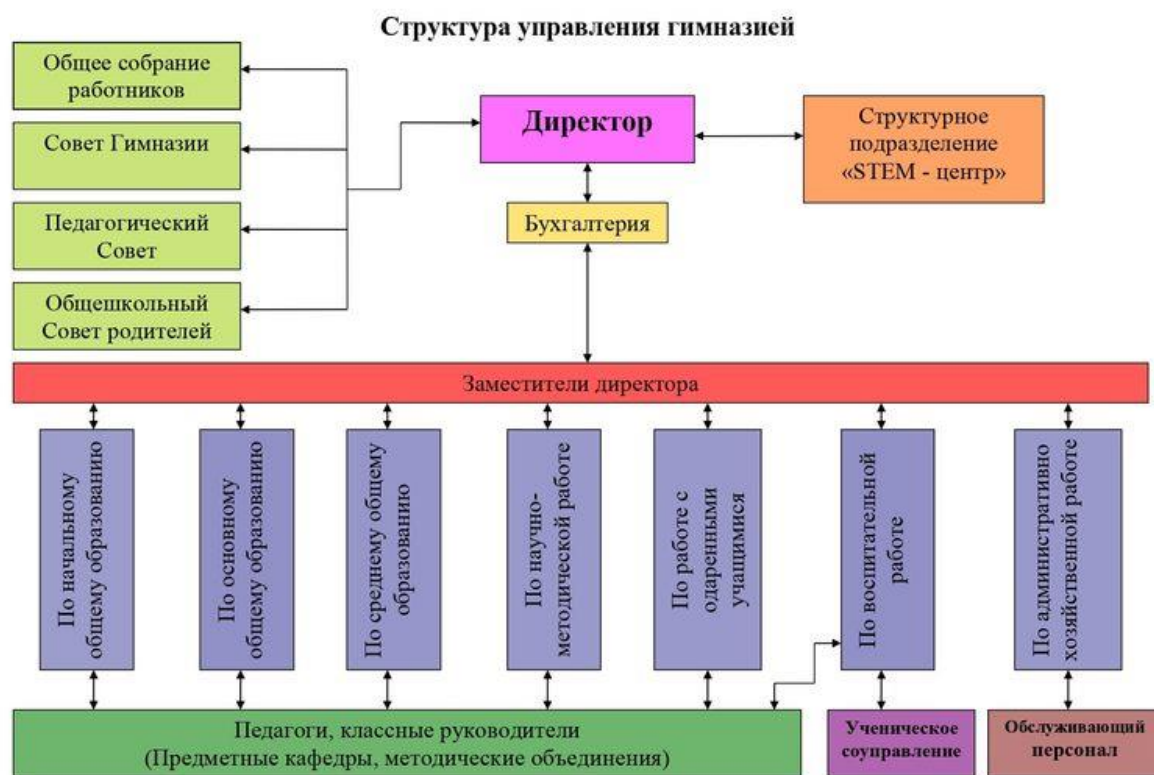 Структура управления гимназией
Общее собрание
работников
Совет Гимназии
Педагогический
Совет
Общешкольный
Совет родителей
Директор
Структурное
подразделение
«STEM - центр»
Бухгалтерия
Заместители директора
По начальному
общему образованию
По основному
общему образованию
По среднему общему
образованию
По научно-
методической работе
По работе с
одаренными
учащимися
По воспитательной
работе
По административно
хозяйственной работе
Педагоги, классные руководители
(Предметные кафедры, методические объединения)
Ученическое
соуправление
Обслуживающий
персонал